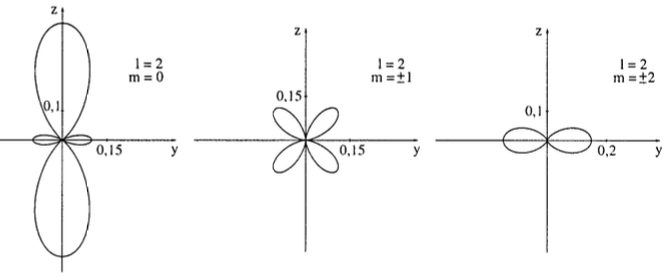 z
l = 2
m = 0
0,1
0,15
y
z
l = 2
m = ±1
0,15
0,15
y
z
l = 2
m = ±2
0,1
0,2
y